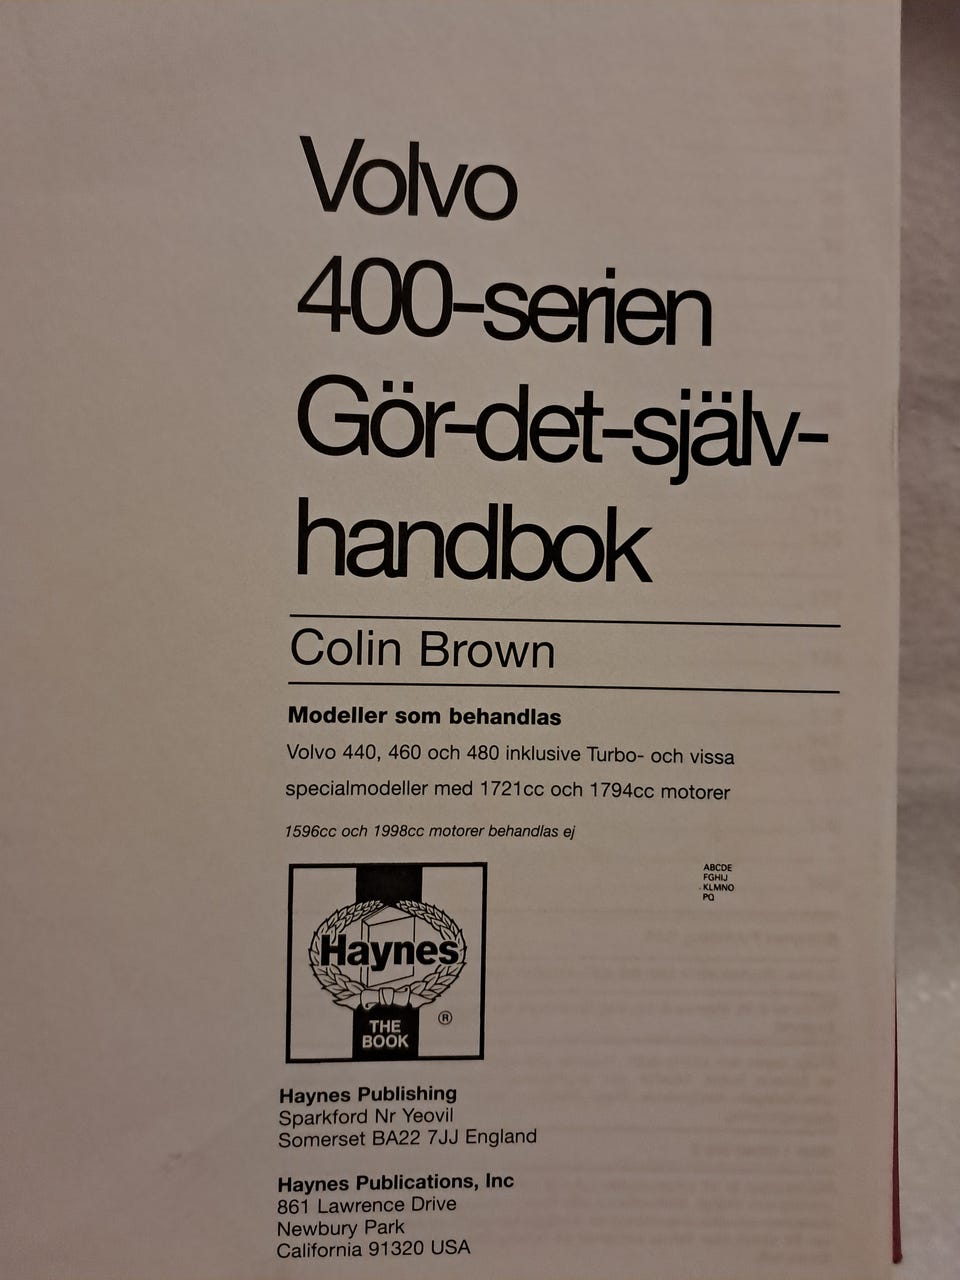 Volvo
400-serien
Gör-det-själv-
handbok
Colin Brown
Modeller som behandlas
Volvo 440, 460 och 480 inklusive Turbo- och vissa
specialmodeller med 1721cc och 1794cc motorer
1596cc och 1998cc motorer behandlas ej
ABCDE
FGHIJ
KLMNO
PQ
Haynes
®
THE
BOOK
Haynes Publishing
Sparkford Nr Yeovil
Somerset BA22 7JJ England
Haynes Publications, Inc
861 Lawrence Drive
Newbury Park
California 91320 USA